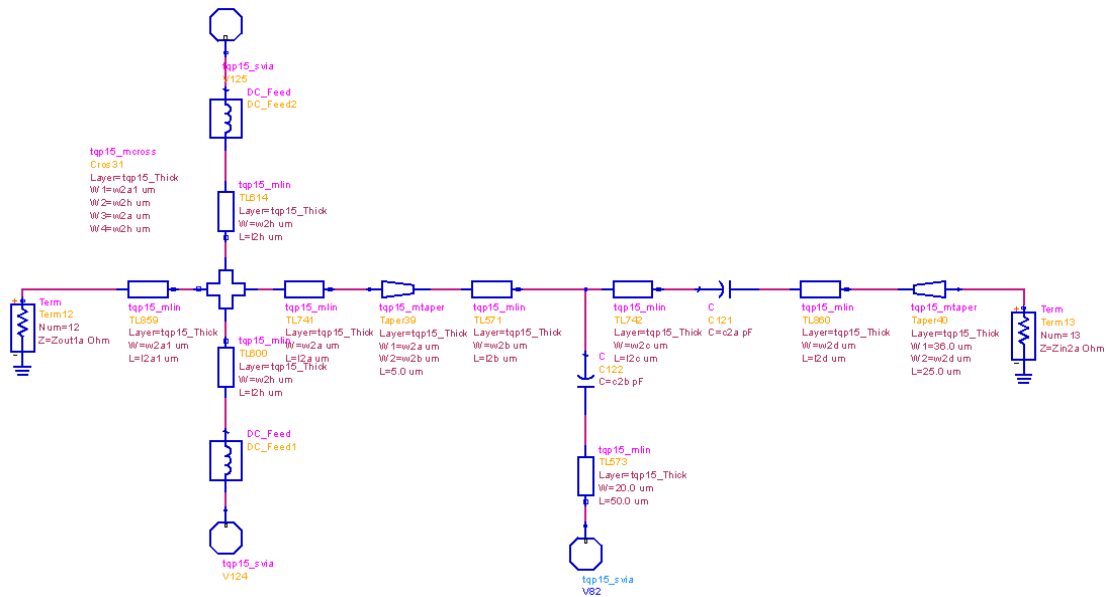 tqp15_svia
V125
DC_Feed
DC_Feed2
tqp15_mcross
Cros31
Layer=tqp15_Thick
W1=w2a1 um
W2=w2h um
W3=w2a um
W4=w2h um
tqp15_mlin
TL614
Layer=tqp15_Thick
W=w2h um
L=l2h um
Term
Term12
Num=12
Z=Zout1a Ohm
tqp15_mlin
TL859
Layer=tqp15_Thick
W=w2a1 um
L=l2a1 um
tqp15_mlin
TL600
Layer=tqp15_Thick
W=w2h um
L=l2h um
tqp15_mlin
TL741
Layer=tqp15_Thick
W=w2a um
L=l2a um
tqp15_mtaper
Taper39
Layer=tqp15_Thick
W1=w2a um
W2=w2b um
L=5.0 um
tqp15_mlin
TL571
Layer=tqp15_Thick
W=w2b um
L=l2b um
tqp15_mlin
TL742
Layer=tqp15_Thick
W=w2c um
L=l2c um
C
C121
C=c2a pF
tqp15_mlin
TL860
Layer=tqp15_Thick
W=w2d um
L=l2d um
tqp15_mtaper
Taper40
Layer=tqp15_Thick
W1=36.0 um
W2=w2d um
L=25.0 um
Term
Term13
Num=13
Z=Zin2a Ohm
C
C122
C=c2b pF
DC_Feed
DC_Feed1
tqp15_mlin
TL573
Layer=tqp15_Thick
W=20.0 um
L=50.0 um
tqp15_svia
V124
tqp15_svia
V82